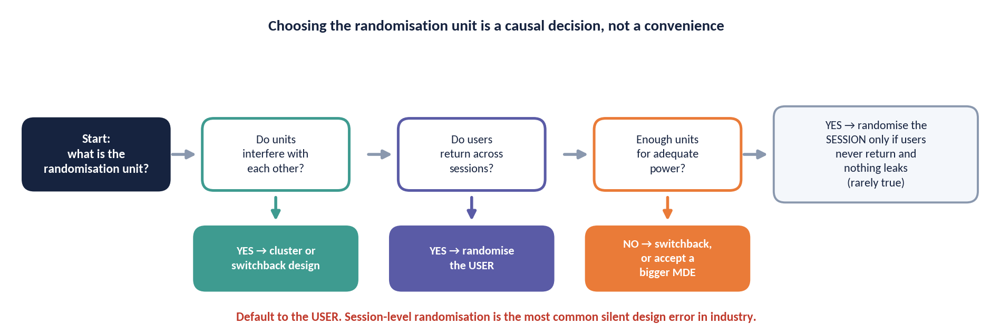 Choosing the randomisation unit is a causal decision, not a convenience
Start:
what is the
randomisation unit?
Do units
interfere with
each other?
Do users
return across
sessions?
Enough units
for adequate
power?
YES → randomise the
SESSION only if users
never return and
nothing leaks
(rarely true)
YES → cluster or
switchback design
YES → randomise
the USER
NO → switchback,
or accept a
bigger MDE
Default to the USER. Session-level randomisation is the most common silent design error in industry.